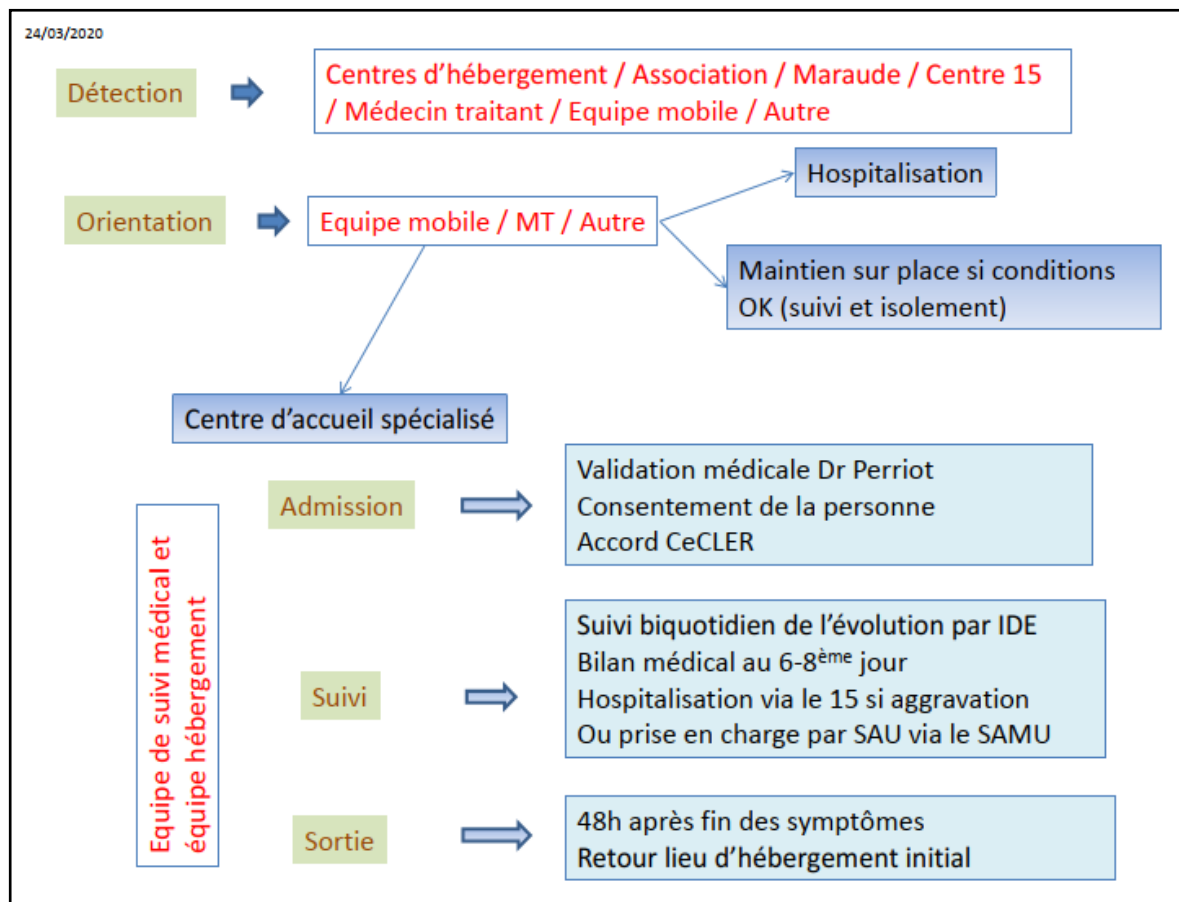 24/03/2020
Détection
Centres d’hébergement / Association / Maraude / Centre 15
/ Médecin traitant / Equipe mobile / Autre
Hospitalisation
Orientation
Equipe mobile / MT / Autre
Maintien sur place si conditions
OK (suivi et isolement)
Centre d’accueil spécialisé
Equipe de suivi médical et
équipe hébergement
Admission
Validation médicale Dr Perriot
Consentement de la personne
Accord CeCLER
Suivi
Suivi biquotidien de l’évolution par IDE
Bilan médical au 6-8ème jour
Hospitalisation via le 15 si aggravation
Ou prise en charge par SAU via le SAMU
Sortie
48h après fin des symptômes
Retour lieu d’hébergement initial